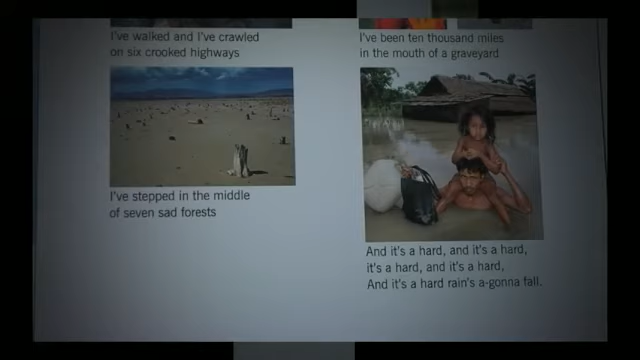 I've walked and I've crawled
on six crooked highways
I've stepped in the middle
of seven sad forests
I've been ten thousand miles
in the mouth of a graveyard
And it's a hard, and it's a hard,
it's a hard, and it's a hard,
And it's a hard rain's a-gonna fall.